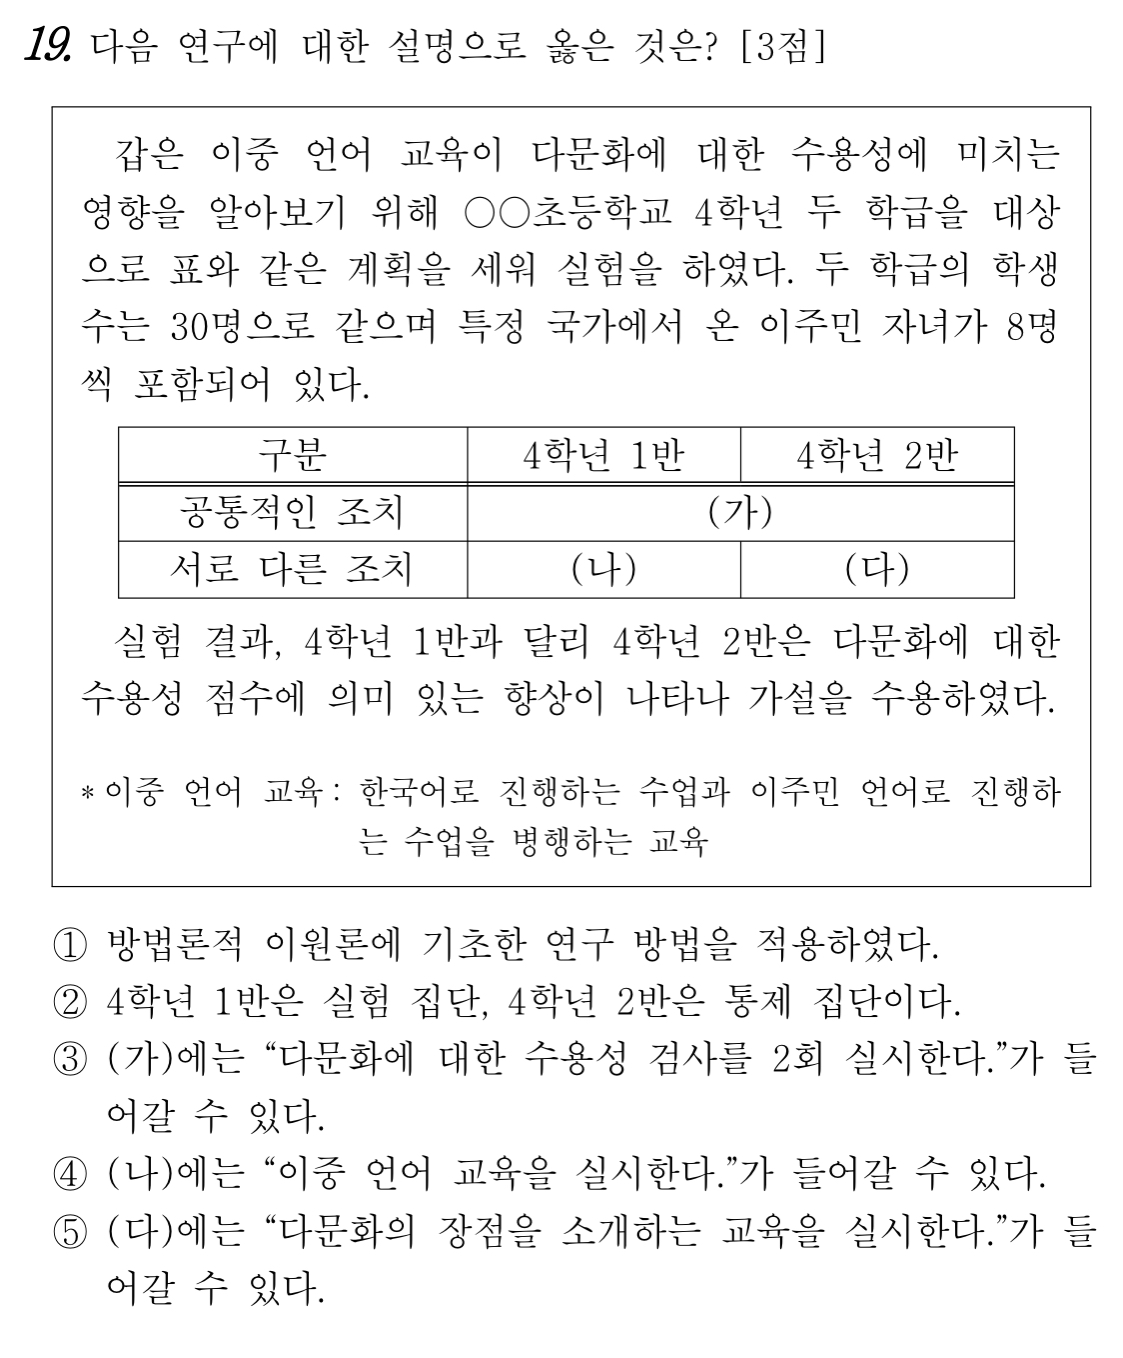 19. 다음 연구에 대한 설명으로 옳은 것은? [3점]
갑은 이중 언어 교육이 다문화에 대한 수용성에 미치는
영향을 알아보기 위해 ○○초등학교 4학년 두 학급을 대상
으로 표와 같은 계획을 세워 실험을 하였다. 두 학급의 학생
수는 30명으로 같으며 특정 국가에서 온 이주민 자녀가 8명
씩 포함되어 있다.
구분 4학년 1반 4학년 2반
공통적인 조치 (가)
서로 다른 조치 (나) (다)
실험 결과, 4학년 1반과 달리 4학년 2반은 다문화에 대한
수용성 점수에 의미 있는 향상이 나타나 가설을 수용하였다.
* 이중 언어 교육 : 한국어로 진행하는 수업과 이주민 언어로 진행하
는 수업을 병행하는 교육
① 방법론적 이원론에 기초한 연구 방법을 적용하였다.
② 4학년 1반은 실험 집단, 4학년 2반은 통제 집단이다.
③ (가)에는 “다문화에 대한 수용성 검사를 2회 실시한다.”가 들
어갈 수 있다.
④ (나)에는 “이중 언어 교육을 실시한다.”가 들어갈 수 있다.
⑤ (다)에는 “다문화의 장점을 소개하는 교육을 실시한다.”가 들
어갈 수 있다.